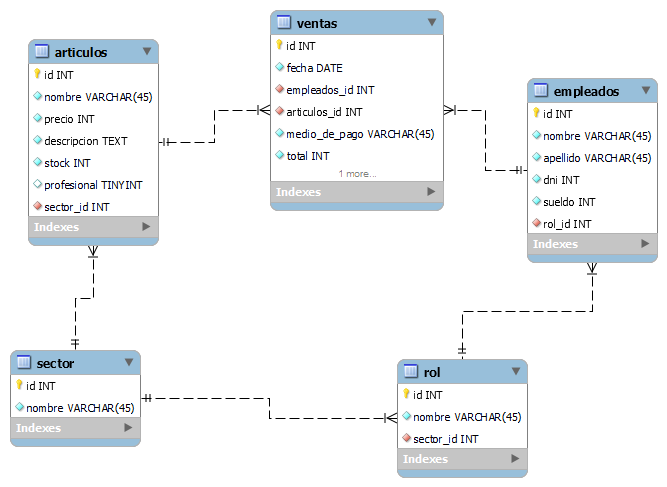 articulos
id INT
nombre VARCHAR(45)
precio INT
descripcion TEXT
stock INT
profesional TINYINT
sector_id INT
Indexes
ventas
id INT
fecha DATE
empleados_id INT
articulos_id INT
medio_de_pago VARCHAR(45)
total INT
1 more...
Indexes
empleados
id INT
nombre VARCHAR(45)
apellido VARCHAR(45)
dni INT
sueldo INT
rol_id INT
Indexes
sector
id INT
nombre VARCHAR(45)
Indexes
rol
id INT
nombre VARCHAR(45)
sector_id INT
Indexes